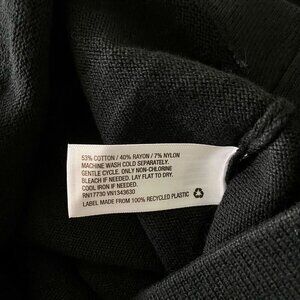 53% COTTON / 40% RAYON / 7% NYLON
MACHINE WASH COLD SEPARATELY.
GENTLE CYCLE. ONLY NON-CHLORINE
BLEACH IF NEEDED. LAY FLAT TO DRY.
COOL IRON IF NEEDED.
RN17730 VN1343630
LABEL MADE FROM 100% RECYCLED PLASTIC